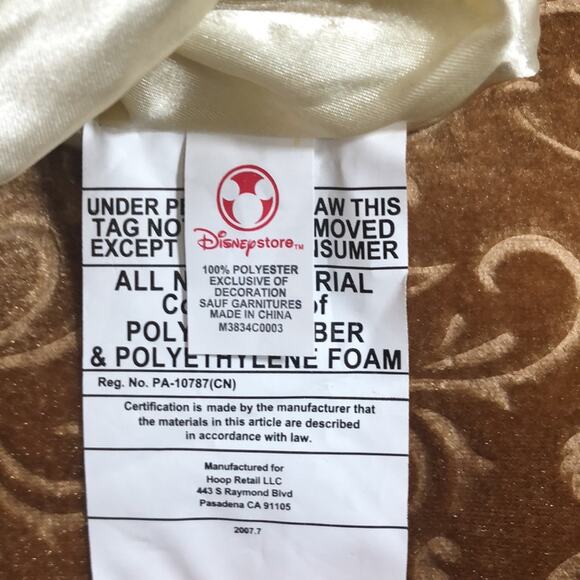 UNDER P AW THIS
TAG NO MOVED
EXCEPT NSUMER
ALL N RIAL
Co of
POLY BER
& POLYETHYLENE FOAM
Reg. No. PA-10787(CN)
Certification is made by the manufacturer that
the materials in this article are described
in accordance with law.
Manufactured for
Hoop Retail LLC
443 S Raymond Blvd
Pasadena CA 91105
2007.7
Disney store™
100% POLYESTER
EXCLUSIVE OF
DECORATION
SAUF GARNITURES
MADE IN CHINA
M3834C0003